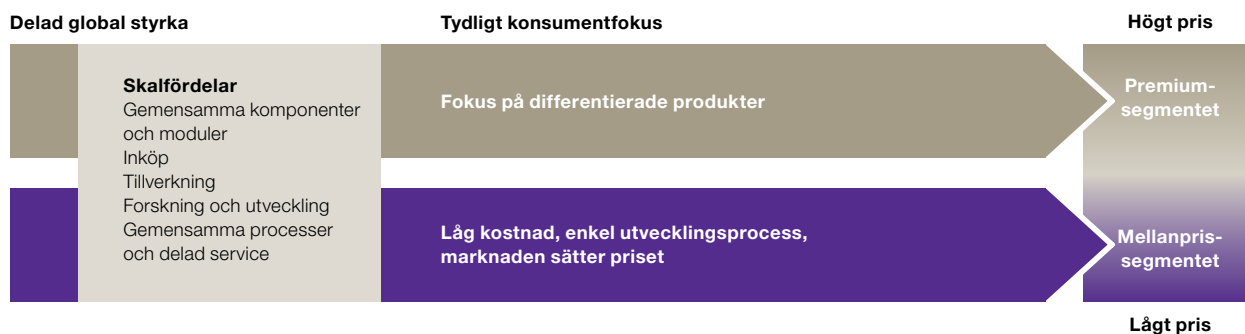 Delad global styrka
Tydligt konsumentfokus
Högt pris
Skalfördelar
Gemensamma komponenter
och moduler
Inköp
Tillverkning
Forskning och utveckling
Gemensamma processer
och delad service
Fokus på differentierade produkter
Premium-
segmentet
Låg kostnad, enkel utvecklingsprocess,
marknaden sätter priset
Mellanpris-
segmentet
Lågt pris